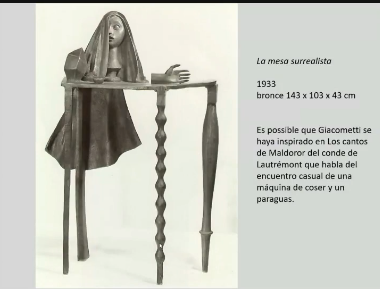 La mesa surrealista
1933
bronce 143 x 103 x 43 cm
Es possible que Giacometti se
haya inspirado en Los cantos
de Maldoror del conde de
Lautrémont que habla del
encuentro casual de una
máquina de coser y un
paraguas.